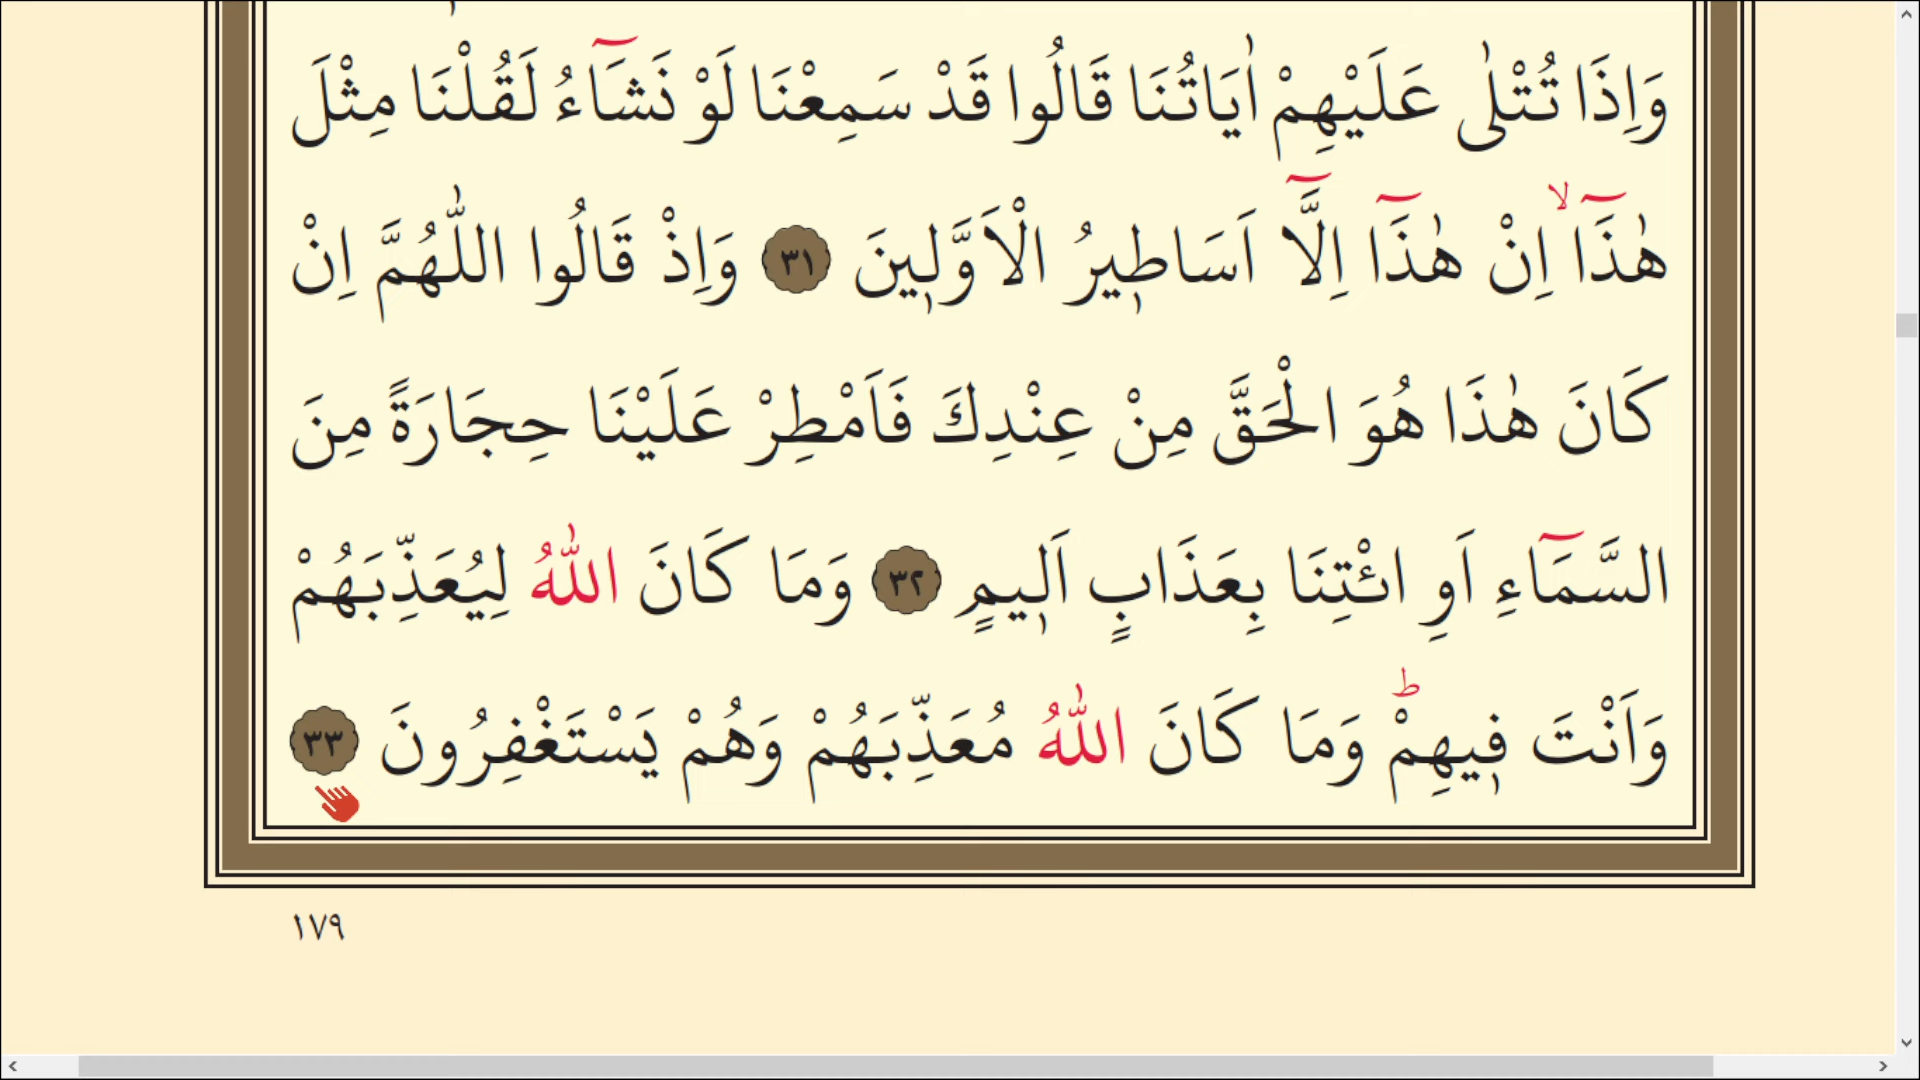 وَاِذَا تُتْلٰى عَلَيْهِمْ اٰيَاتُنَا قَالُوا قَدْ سَمِعْنَا لَوْ نَشَٓاءُ لَقُلْنَا مِثْلَ
هٰذَٓاۙ اِنْ هٰذَٓا اِلَّٓا اَسَاطٖيرُ الْاَوَّلٖينَ ٣١ وَاِذْ قَالُوا اللّٰهُمَّ اِنْ
كَانَ هٰذَا هُوَ الْحَقَّ مِنْ عِنْدِكَ فَاَمْطِرْ عَلَيْنَا حِجَارَةً مِنَ
السَّمَٓاءِ اَوِ ائْتِنَا بِعَذَابٍ اَلٖيمٍ ٣٢ وَمَا كَانَ اللّٰهُ لِيُعَذِّبَهُمْ
وَاَنْتَ فٖيهِمْؕ وَمَا كَانَ اللّٰهُ مُعَذِّبَهُمْ وَهُمْ يَسْتَغْفِرُونَ ٣٣
١٧٩